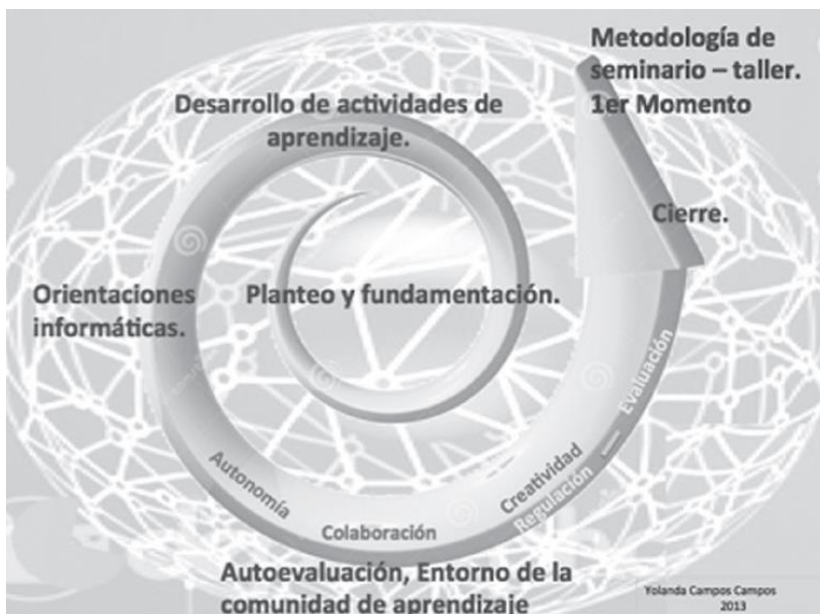 Metodología de
seminario – taller.
1er Momento
Desarrollo de actividades de
aprendizaje.
Cierre.
Orientaciones
informáticas.
Planteo y fundamentación.
Autonomía
Colaboración
Creatividad
Regulación – Evaluación
Autoevaluación, Entorno de la
comunidad de aprendizaje
Yolanda Campos Campos
2013